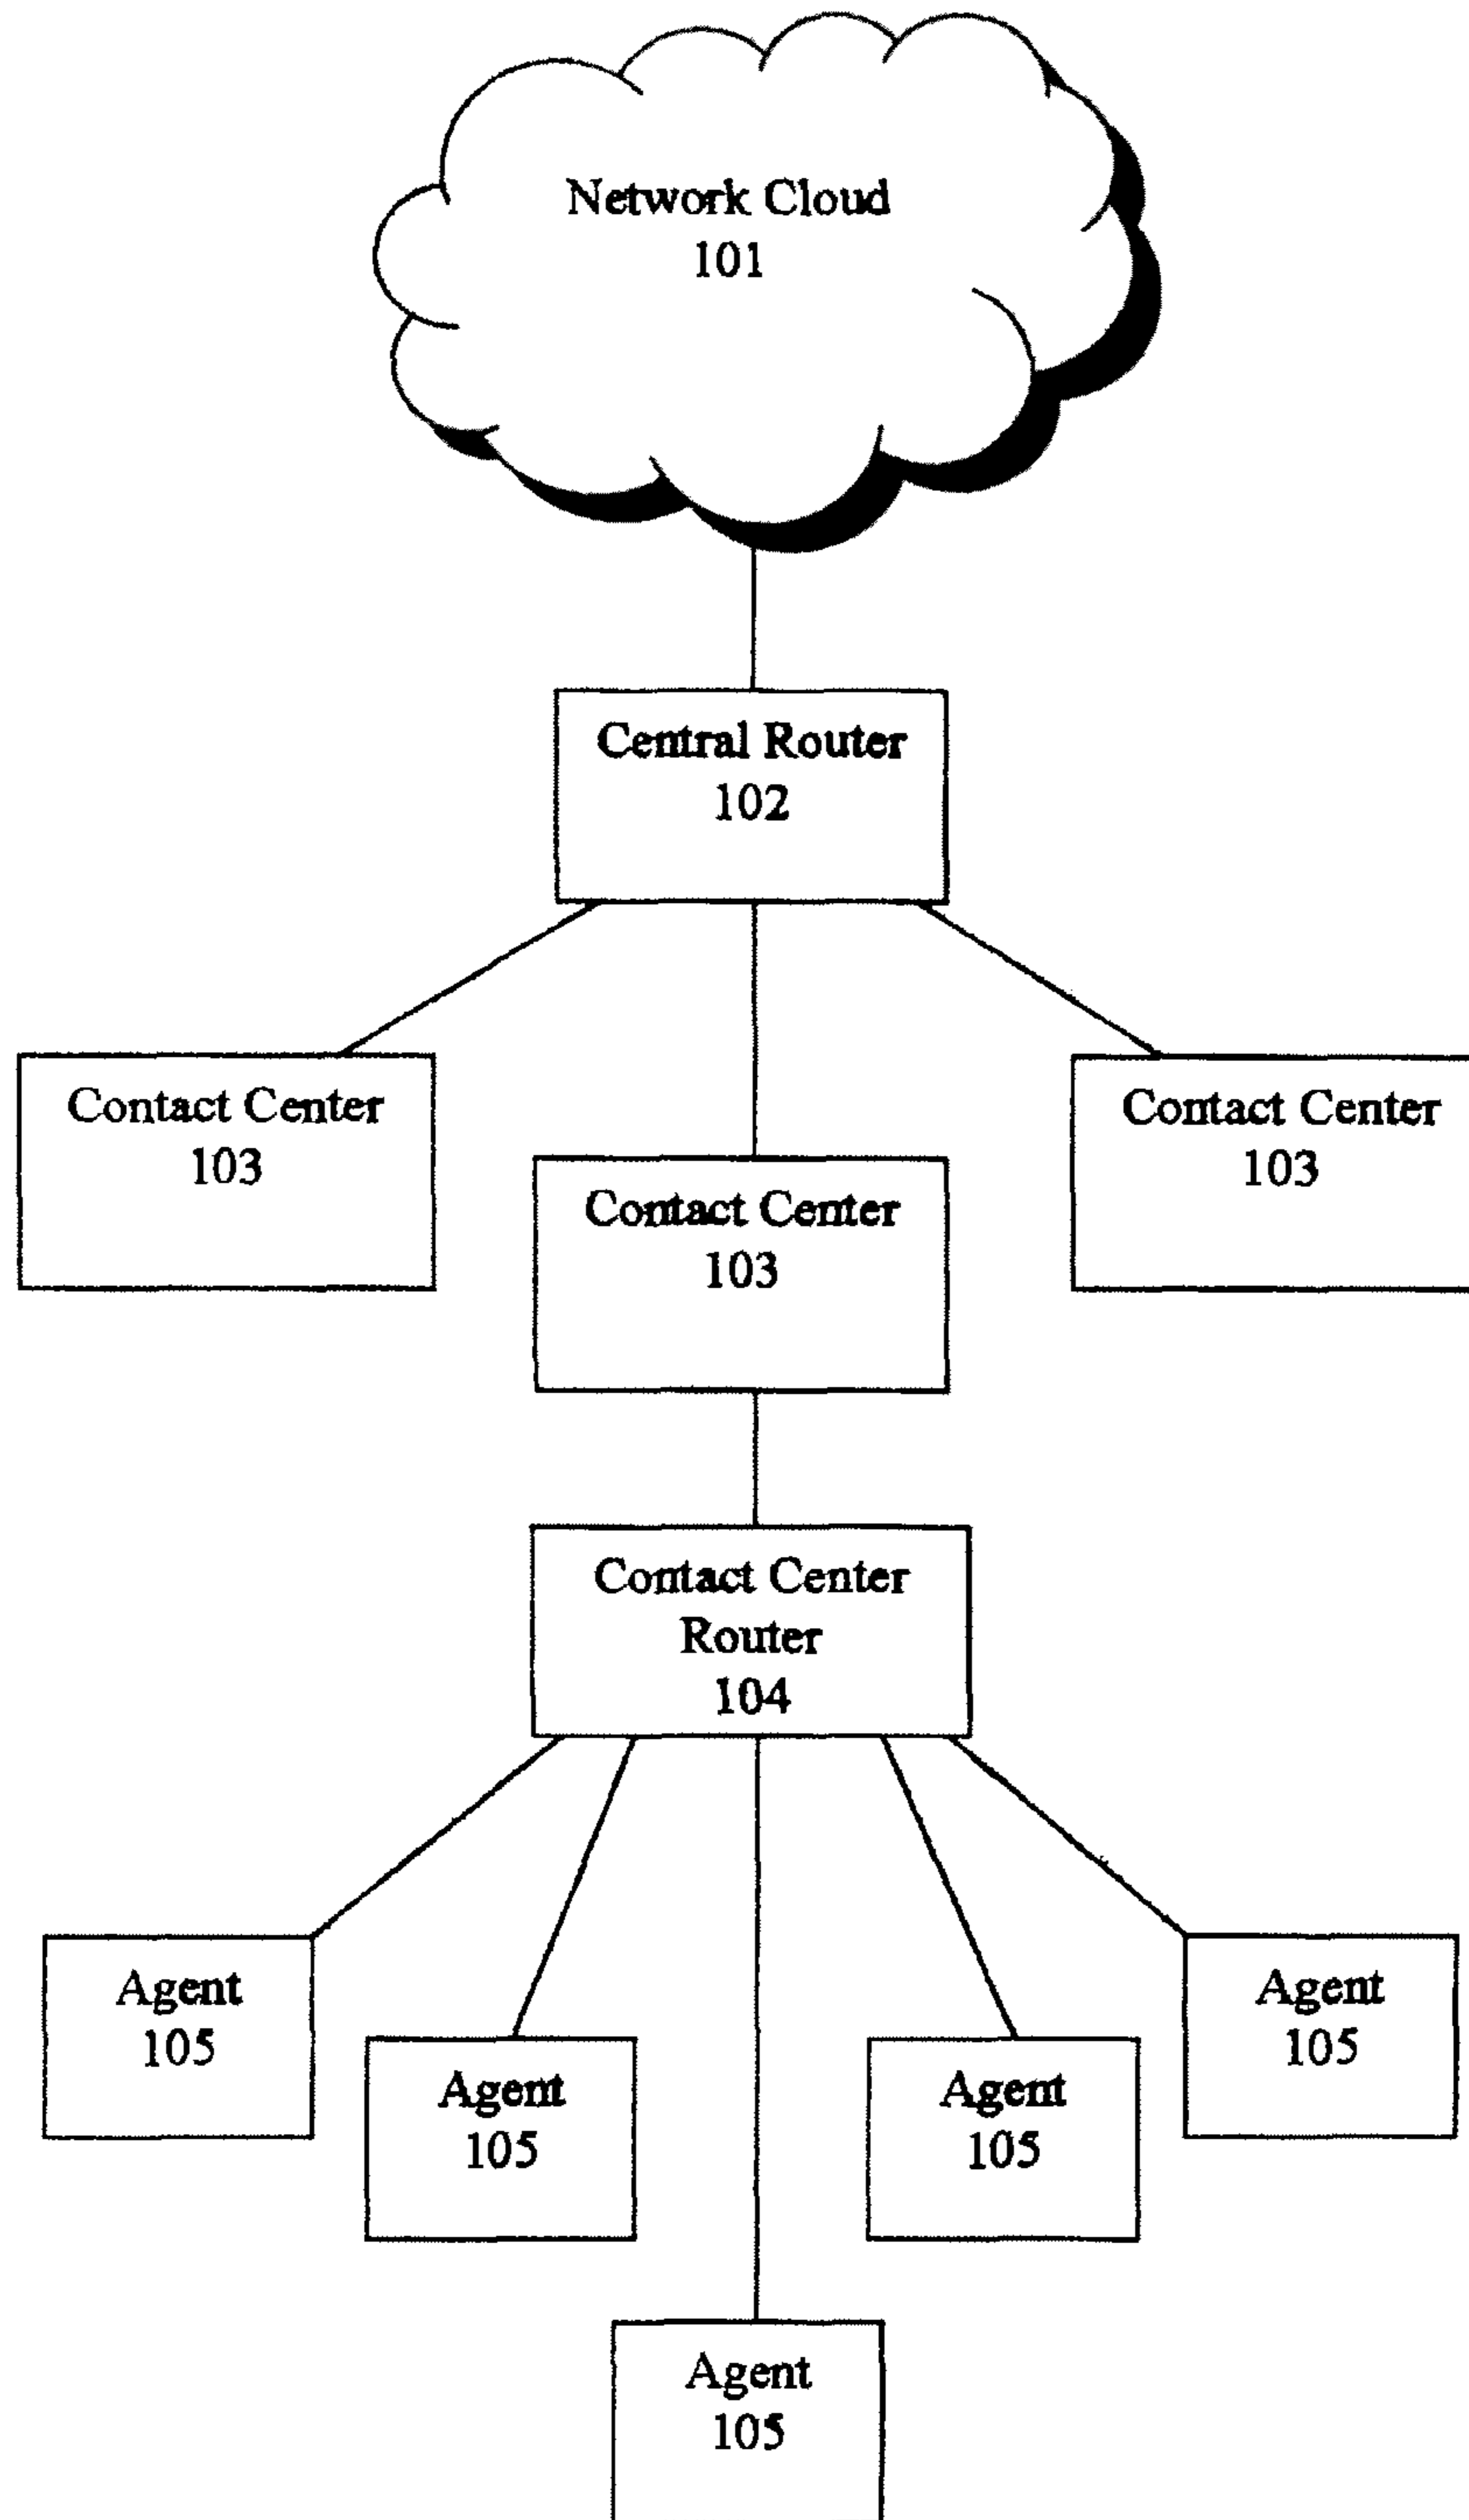 Network Cloud
101
Central Router
102
Contact Center
103
Contact Center
103
Contact Center
103
Contact Center
Router
104
Agent
105
Agent
105
Agent
105
Agent
105
Agent
105